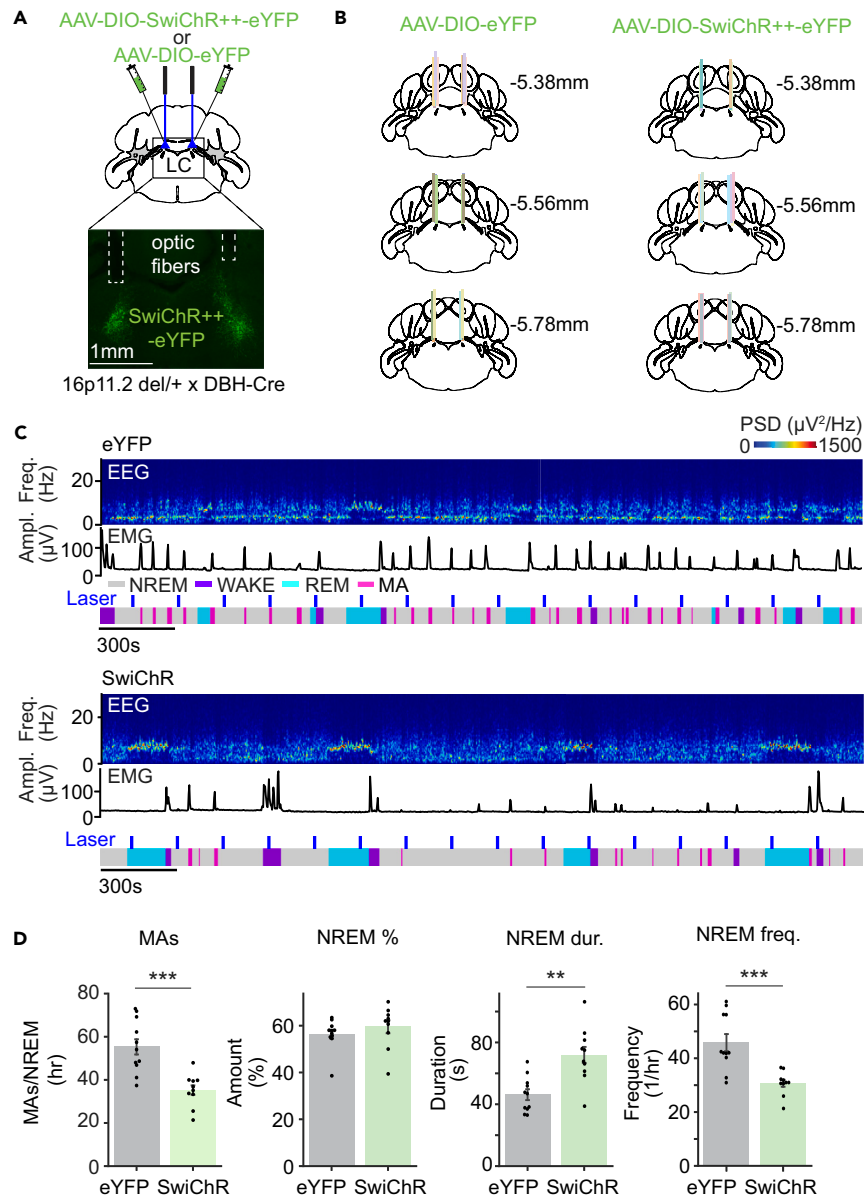 A
AAV-DIO-SwiChR++-eYFP
or
AAV-DIO-eYFP
LC
optic
fibers
SwiChR++
-eYFP
1mm
16p11.2 del/+ x DBH-Cre
B
AAV-DIO-eYFP
AAV-DIO-SwiChR++-eYFP
-5.38mm
-5.38mm
-5.56mm
-5.56mm
-5.78mm
-5.78mm
C
eYFP
PSD (µV²/Hz)
0
1500
Freq.
(Hz)
20
0
EEG
Ampl.
(µV)
100
0
EMG
NREM WAKE REM MA
Laser
300s
SwiChR
Freq.
(Hz)
20
0
EEG
Ampl.
(µV)
100
0
EMG
Laser
300s
D
MAs
***
MAs/NREM
(hr)
80
60
40
20
0
eYFP SwiChR
NREM %
Amount
(%)
60
40
20
0
eYFP SwiChR
NREM dur.
**
Duration
(s)
80
40
0
eYFP SwiChR
NREM freq.
***
Frequency
(1/hr)
60
40
20
0
eYFP SwiChR